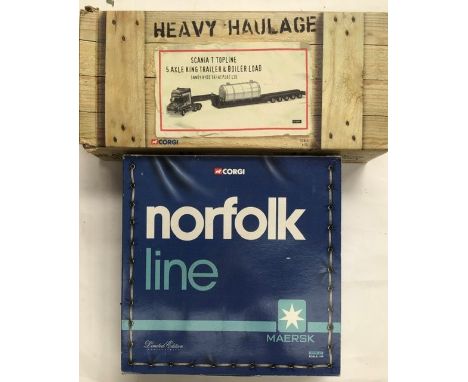 HEAVY HAULAGE
SCANIA T TOPLINE
5 AXLE KING TRAILER & BOILER LOAD
CORGI
CORGI
norfolk
line
MAERSK
Limited Edition